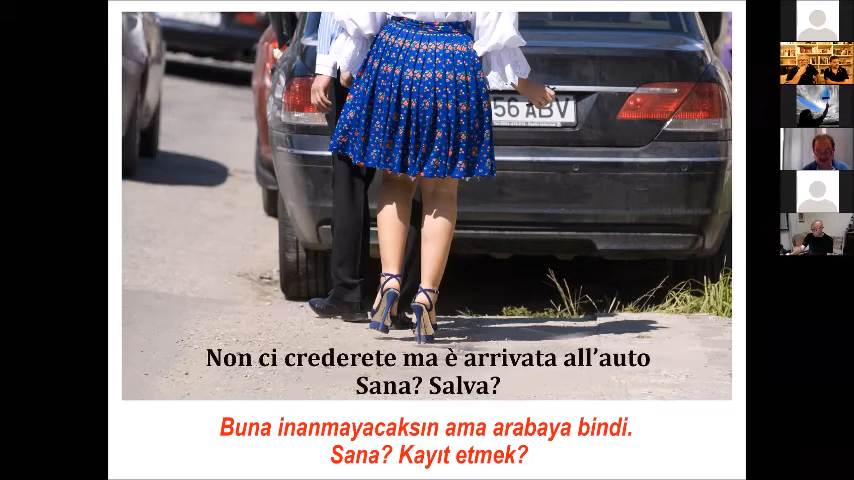 56 ABV
Non ci crederete ma è arrivata all’auto
Sana? Salva?
Buna inanmayacaksın ama arabaya bindi.
Sana? Kayıt etmek?